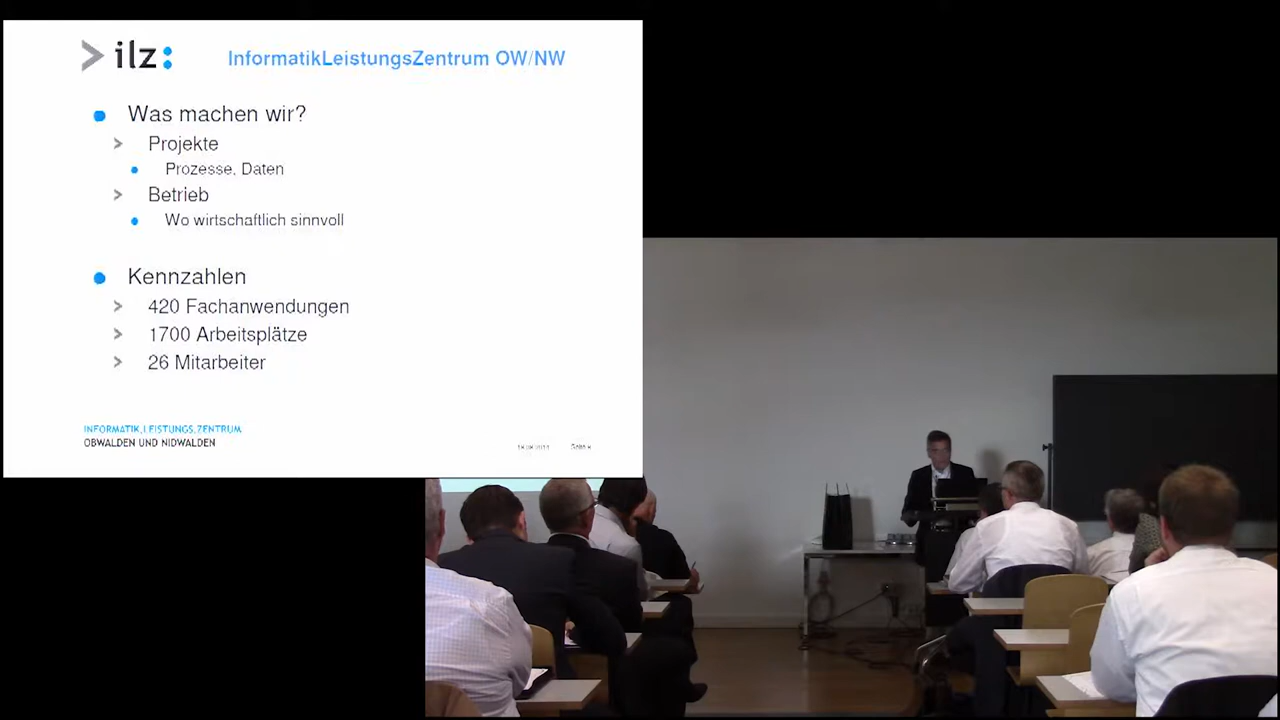 ilz:
InformatikLeistungsZentrum OW/NW
Was machen wir?
> Projekte
Prozesse, Daten
> Betrieb
Wo wirtschaftlich sinnvoll
Kennzahlen
> 420 Fachanwendungen
> 1700 Arbeitsplätze
> 26 Mitarbeiter
INFORMATIK.LEISTUNGS.ZENTRUM
OBWALDEN UND NIDWALDEN